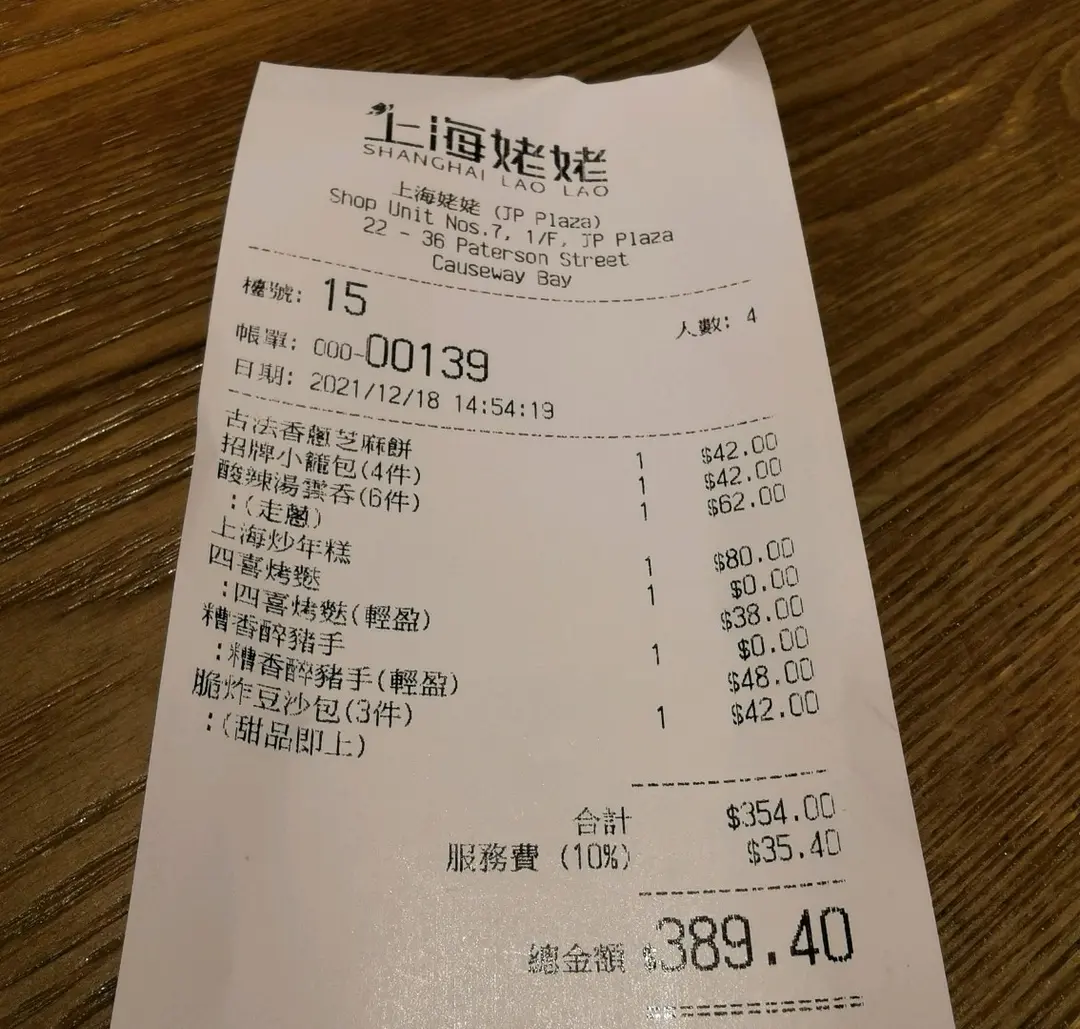 上海姥姥
SHANGHAI LAO LAO
上海姥姥 (JP Plaza)
Shop Unit Nos.7, 1/F, JP Plaza
22 - 36 Paterson Street
Causeway Bay
檯號: 15 人數: 4
帳單: 000-00139
日期: 2021/12/18 14:54:19
古法香蔥芝麻餅 1 $42.00
招牌小籠包(4件) 1 $42.00
酸辣湯雲吞(6件) 1 $62.00
:(走蔥)
上海炒年糕 1 $80.00
四喜烤麩 1 $0.00
:四喜烤麩(輕盈) $38.00
糟香醉豬手 1 $0.00
:糟香醉豬手(輕盈) $48.00
脆炸豆沙包(3件) 1 $42.00
:(甜品即上)
合計 $354.00
服務費 (10%) $35.40
總金額 $389.40